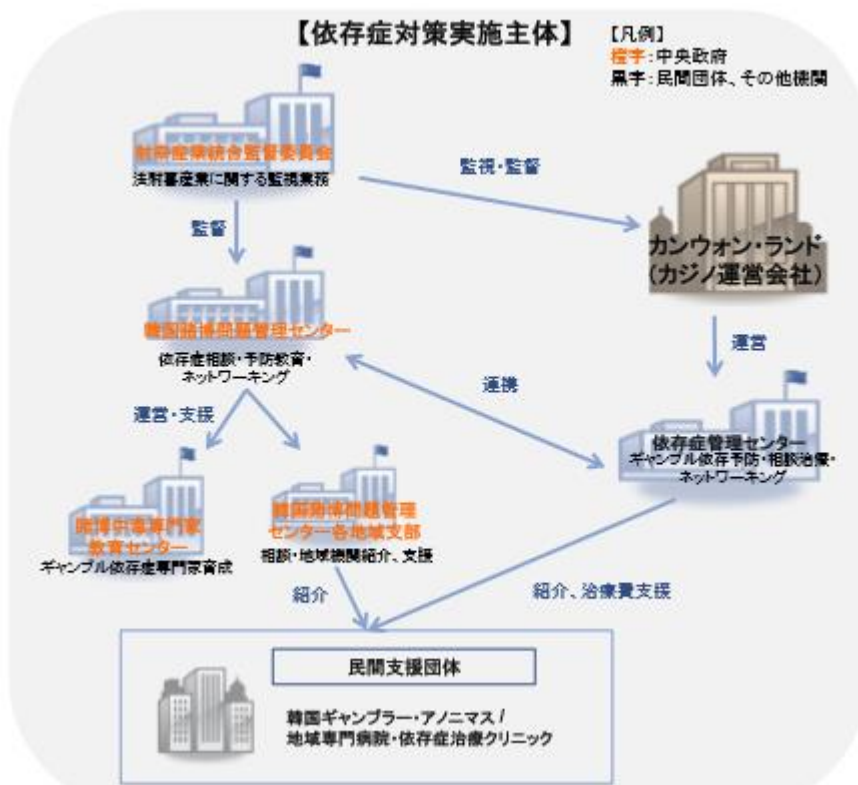 【依存症対策実施主体】
【凡例】
橙字：中央政府
黒字：民間団体、その他機関
射幸産業統合監督委員会
法射幸産業に関する監視業務
監視・監督
監督
カンウォン・ランド
（カジノ運営会社）
韓国賭博問題管理センター
依存症相談・予防教育・
ネットワーキング
運営
連携
運営・支援
依存症管理センター
ギャンブル依存予防・相談治療・
ネットワーキング
賭博中毒専門家
教育センター
ギャンブル依存症専門家育成
韓国賭博問題管理
センター各地域支部
相談・地域機関紹介、支援
紹介
紹介、治療費支援
民間支援団体
韓国ギャンブラー・アノニマス /
地域専門病院・依存症治療クリニック